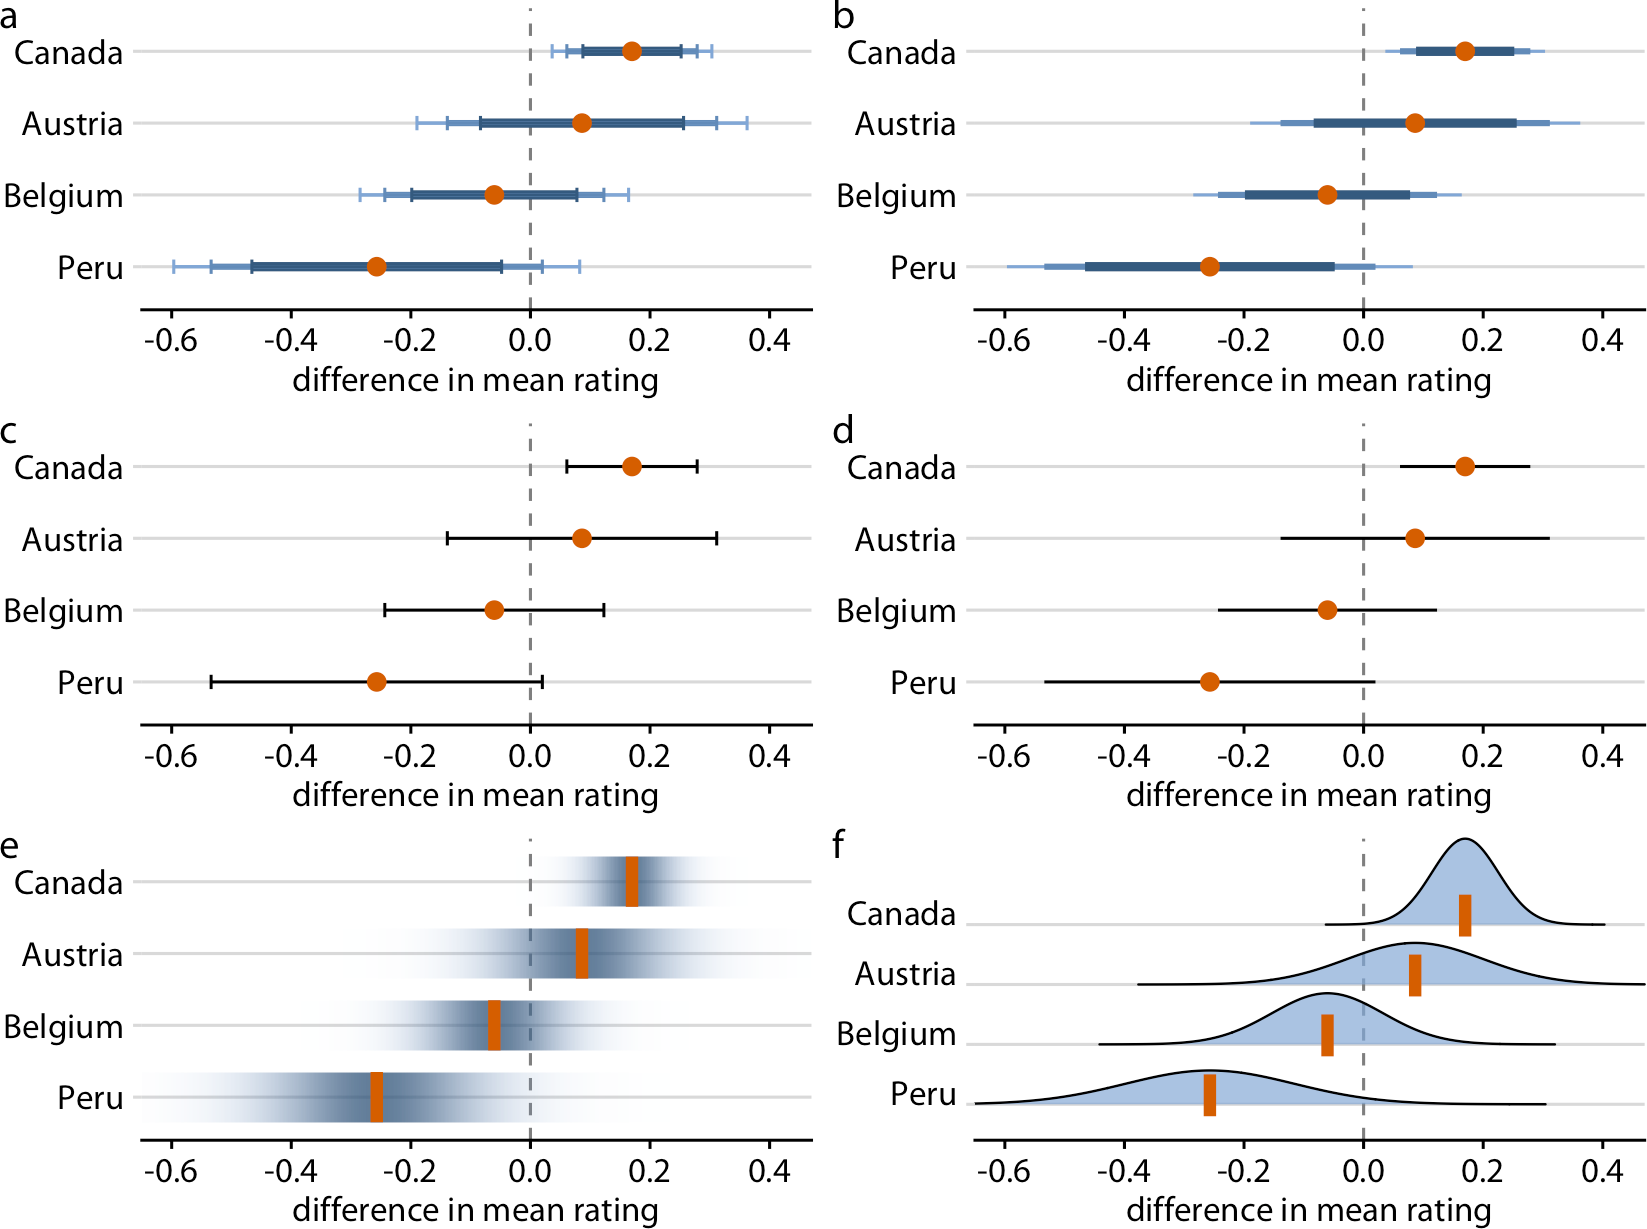 a
Canada
Austria
Belgium
Peru
-0.6 -0.4 -0.2 0.0 0.2 0.4
difference in mean rating
b
Canada
Austria
Belgium
Peru
-0.6 -0.4 -0.2 0.0 0.2 0.4
difference in mean rating
c
Canada
Austria
Belgium
Peru
-0.6 -0.4 -0.2 0.0 0.2 0.4
difference in mean rating
d
Canada
Austria
Belgium
Peru
-0.6 -0.4 -0.2 0.0 0.2 0.4
difference in mean rating
e
Canada
Austria
Belgium
Peru
-0.6 -0.4 -0.2 0.0 0.2 0.4
difference in mean rating
f
Canada
Austria
Belgium
Peru
-0.6 -0.4 -0.2 0.0 0.2 0.4
difference in mean rating